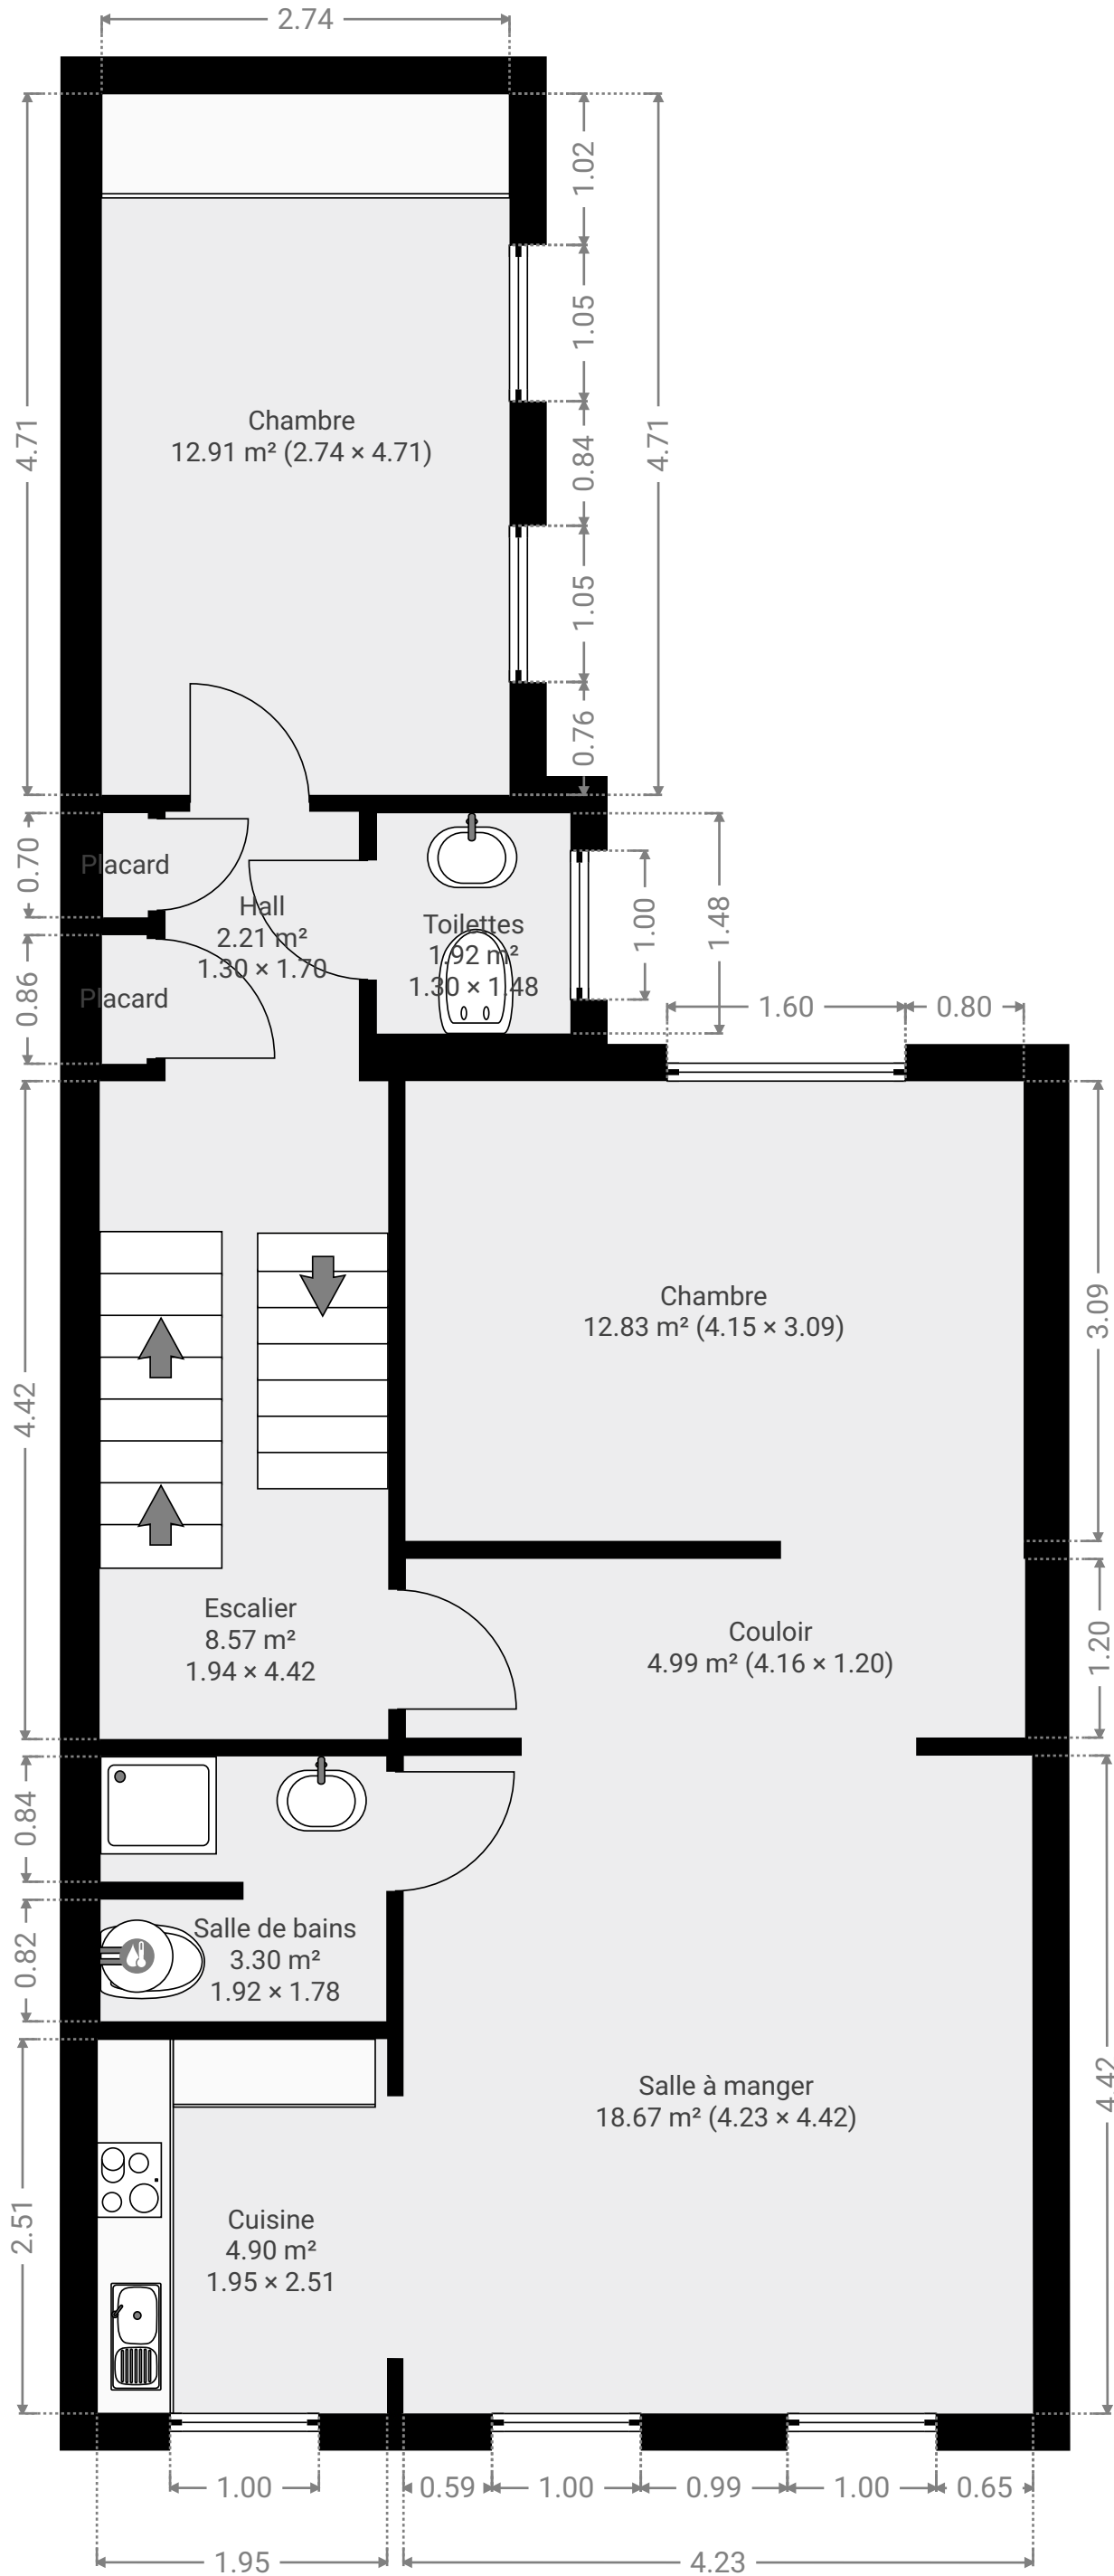 2.74
1.02
1.05
4.71
4.71
0.84
Chambre
12.91 m² (2.74 × 4.71)
1.05
0.76
0.70
Placard
Hall
2.21 m²
1.30 × 1.70
Toilettes
1.92 m²
1.30 × 1.48
1.00
1.48
0.86
Placard
1.60
0.80
Chambre
12.83 m² (4.15 × 3.09)
3.09
4.42
Escalier
8.57 m²
1.94 × 4.42
Couloir
4.99 m² (4.16 × 1.20)
1.20
0.84
0.82
Salle de bains
3.30 m²
1.92 × 1.78
Salle à manger
18.67 m² (4.23 × 4.42)
4.42
2.51
Cuisine
4.90 m²
1.95 × 2.51
1.00
0.59
1.00
0.99
1.00
0.65
1.95
4.23